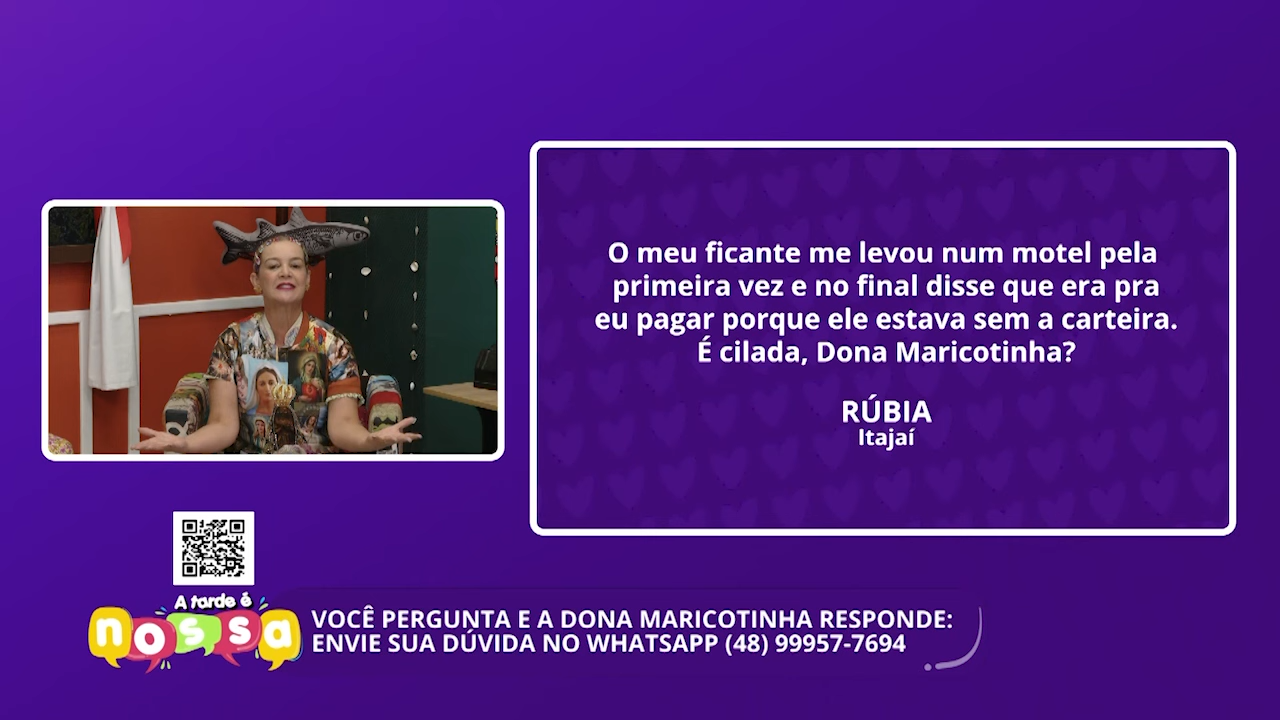 O meu ficante me levou num motel pela
primeira vez e no final disse que era pra
eu pagar porque ele estava sem a carteira.
É cilada, Dona Maricotinha?
RÚBIA
Itajaí
A tarde é
nossa
VOCÊ PERGUNTA E A DONA MARICOTINHA RESPONDE:
ENVIE SUA DÚVIDA NO WHATSAPP (48) 99957-7694